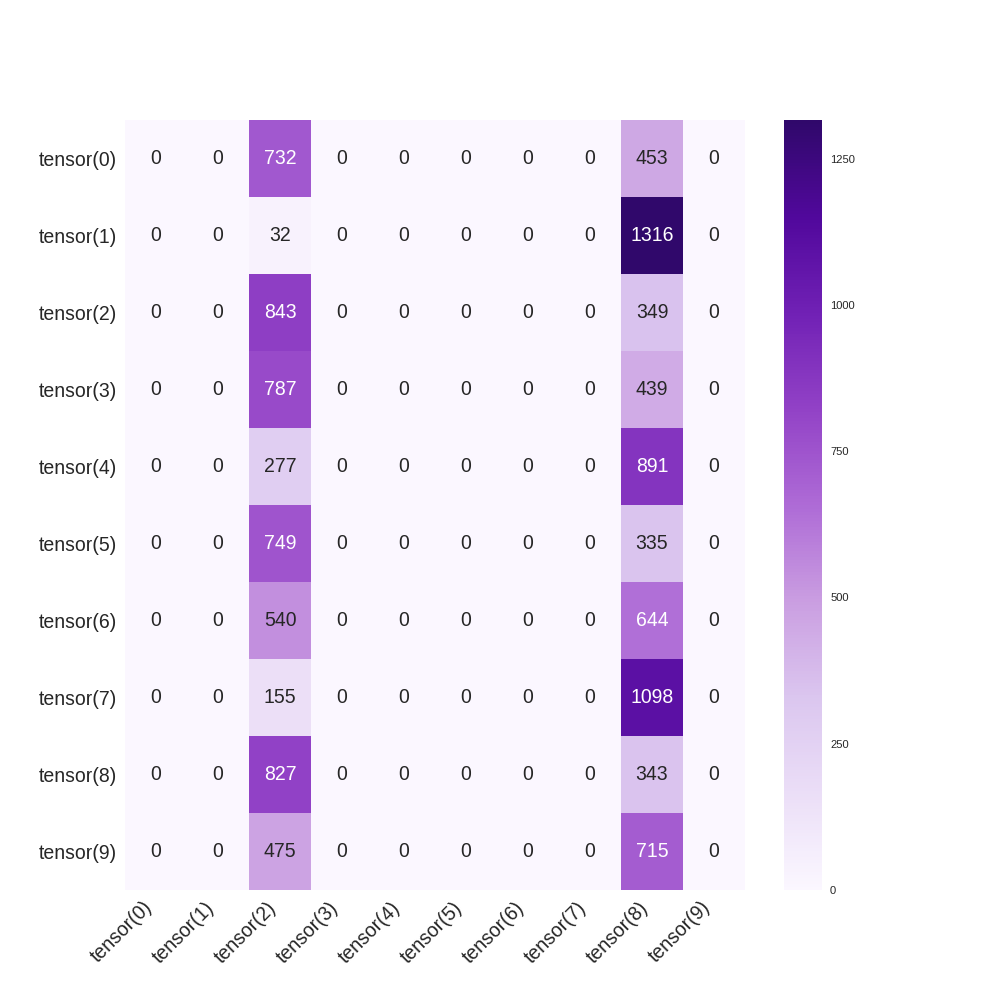 tensor(0) 0 0 732 0 0 0 0 0 453 0
tensor(1) 0 0 32 0 0 0 0 0 1316 0
tensor(2) 0 0 843 0 0 0 0 0 349 0
tensor(3) 0 0 787 0 0 0 0 0 439 0
tensor(4) 0 0 277 0 0 0 0 0 891 0
tensor(5) 0 0 749 0 0 0 0 0 335 0
tensor(6) 0 0 540 0 0 0 0 0 644 0
tensor(7) 0 0 155 0 0 0 0 0 1098 0
tensor(8) 0 0 827 0 0 0 0 0 343 0
tensor(9) 0 0 475 0 0 0 0 0 715 0
tensor(0) tensor(1) tensor(2) tensor(3) tensor(4) tensor(5) tensor(6) tensor(7) tensor(8) tensor(9)
1250
1000
750
500
250
0